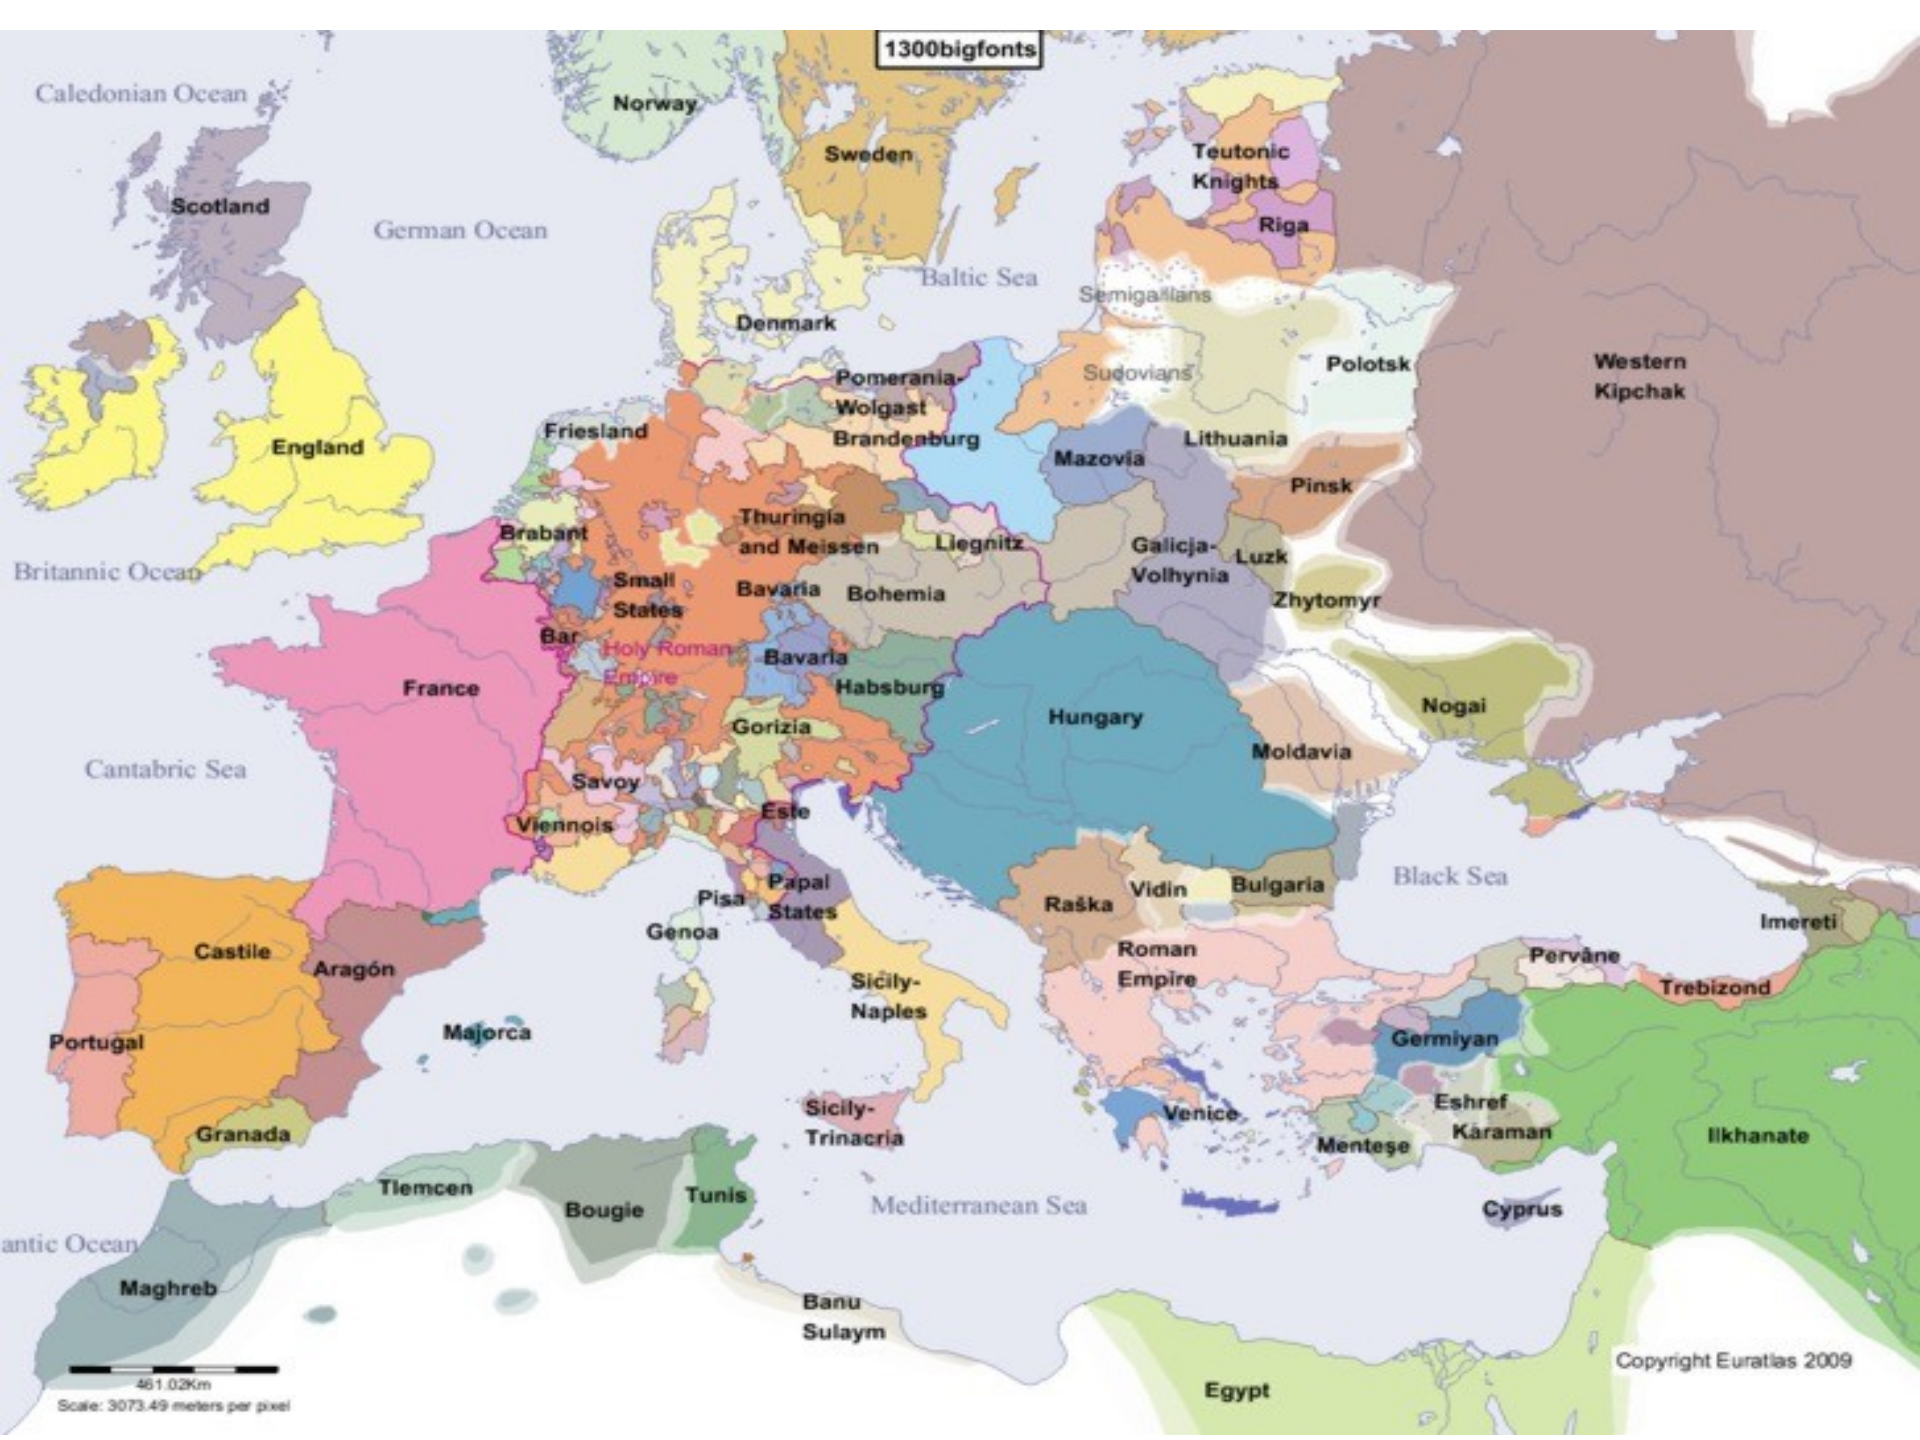 1300bigfonts
Caledonian Ocean
Norway
Sweden
Teutonic
Knights
Scotland
Riga
German Ocean
Baltic Sea
Semigallians
Denmark
Polotsk
Western
Kipchak
Sudovians
Pomerania-
Wolgast
Friesland
Brandenburg
Lithuania
England
Mazovia
Pinsk
Brabant
Thuringia
and Meissen
Liegnitz
Galicja-
Volhynia
Luzk
Britannic Ocean
Small
States
Bavaria
Bohemia
Zhytomyr
Bar
Holy Roman
Empire
Bavaria
France
Habsburg
Nogai
Hungary
Gorizia
Moldavia
Cantabric Sea
Savoy
Este
Viennois
Black Sea
Papal
States
Pisa
Vidin
Bulgaria
Raška
Imereti
Genoa
Castile
Aragón
Roman
Empire
Pervâne
Sicily-
Naples
Trebizond
Portugal
Majorca
Germiyan
Sicily-
Trinacria
Venice
Eshref
Karaman
Granada
Menteşe
Ilkhanate
Tlemcen
Bougie
Tunis
Mediterranean Sea
Cyprus
antic Ocean
Maghreb
Banu
Sulaym
461.02Km
Scale: 3073.49 meters per pixel
Egypt
Copyright Euratlas 2009